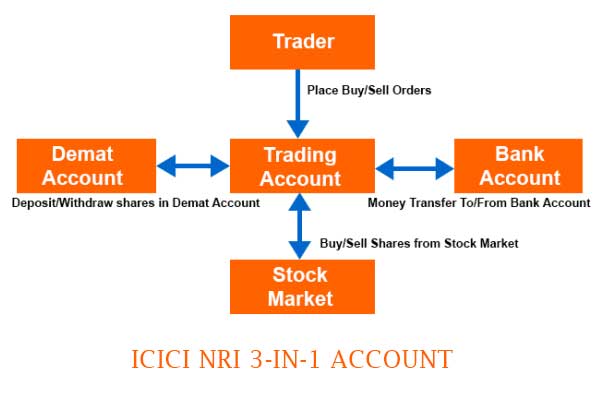 Trader
Place Buy/Sell Orders
Demat
Account
Trading
Account
Bank
Account
Deposit/Withdraw shares in Demat Account
Money Transfer To/From Bank Account
Buy/Sell Shares from Stock Market
Stock
Market
ICICI NRI 3-IN-1 ACCOUNT